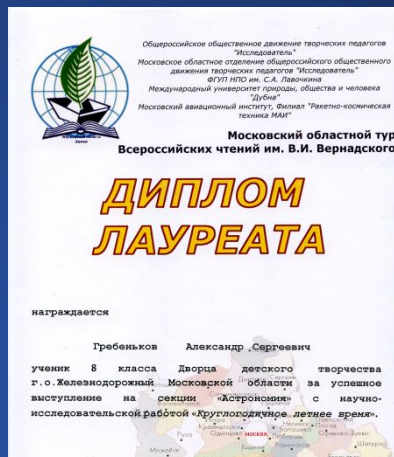 Общероссийское общественное движение творческих педагогов
"Исследователь"
Московское областное отделение общероссийского общественного
движения творческих педагогов "Исследователь"
ФГУП НПО им. С.А. Лавочкина
Международный университет природы, общества и человека
"Дубна"
Московский авиационный институт, Филиал "Ракетно-космическая
техника МАИ"
Московский областной тур
Всероссийских чтений им. В.И. Вернадского
ДИПЛОМ
ЛАУРЕАТА
награждается
Гребеньков Александр Сергеевич
ученик 8 класса Дворца детского творчества
г.о.Железнодорожный Московской области за успешное
выступление на секции «Астрономия» с научно-
исследовательской работой «Круглогодичное летнее время».
Руза
МОСКВА
Можайск